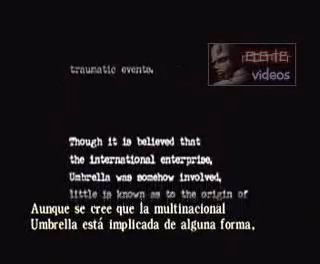 traumatic events.
videos
Though it is believed that
the international enterprise,
Umbrella was somehow involved,
little is known as to the origin of
Aunque se cree que la multinacional
Umbrella está implicada de alguna forma,